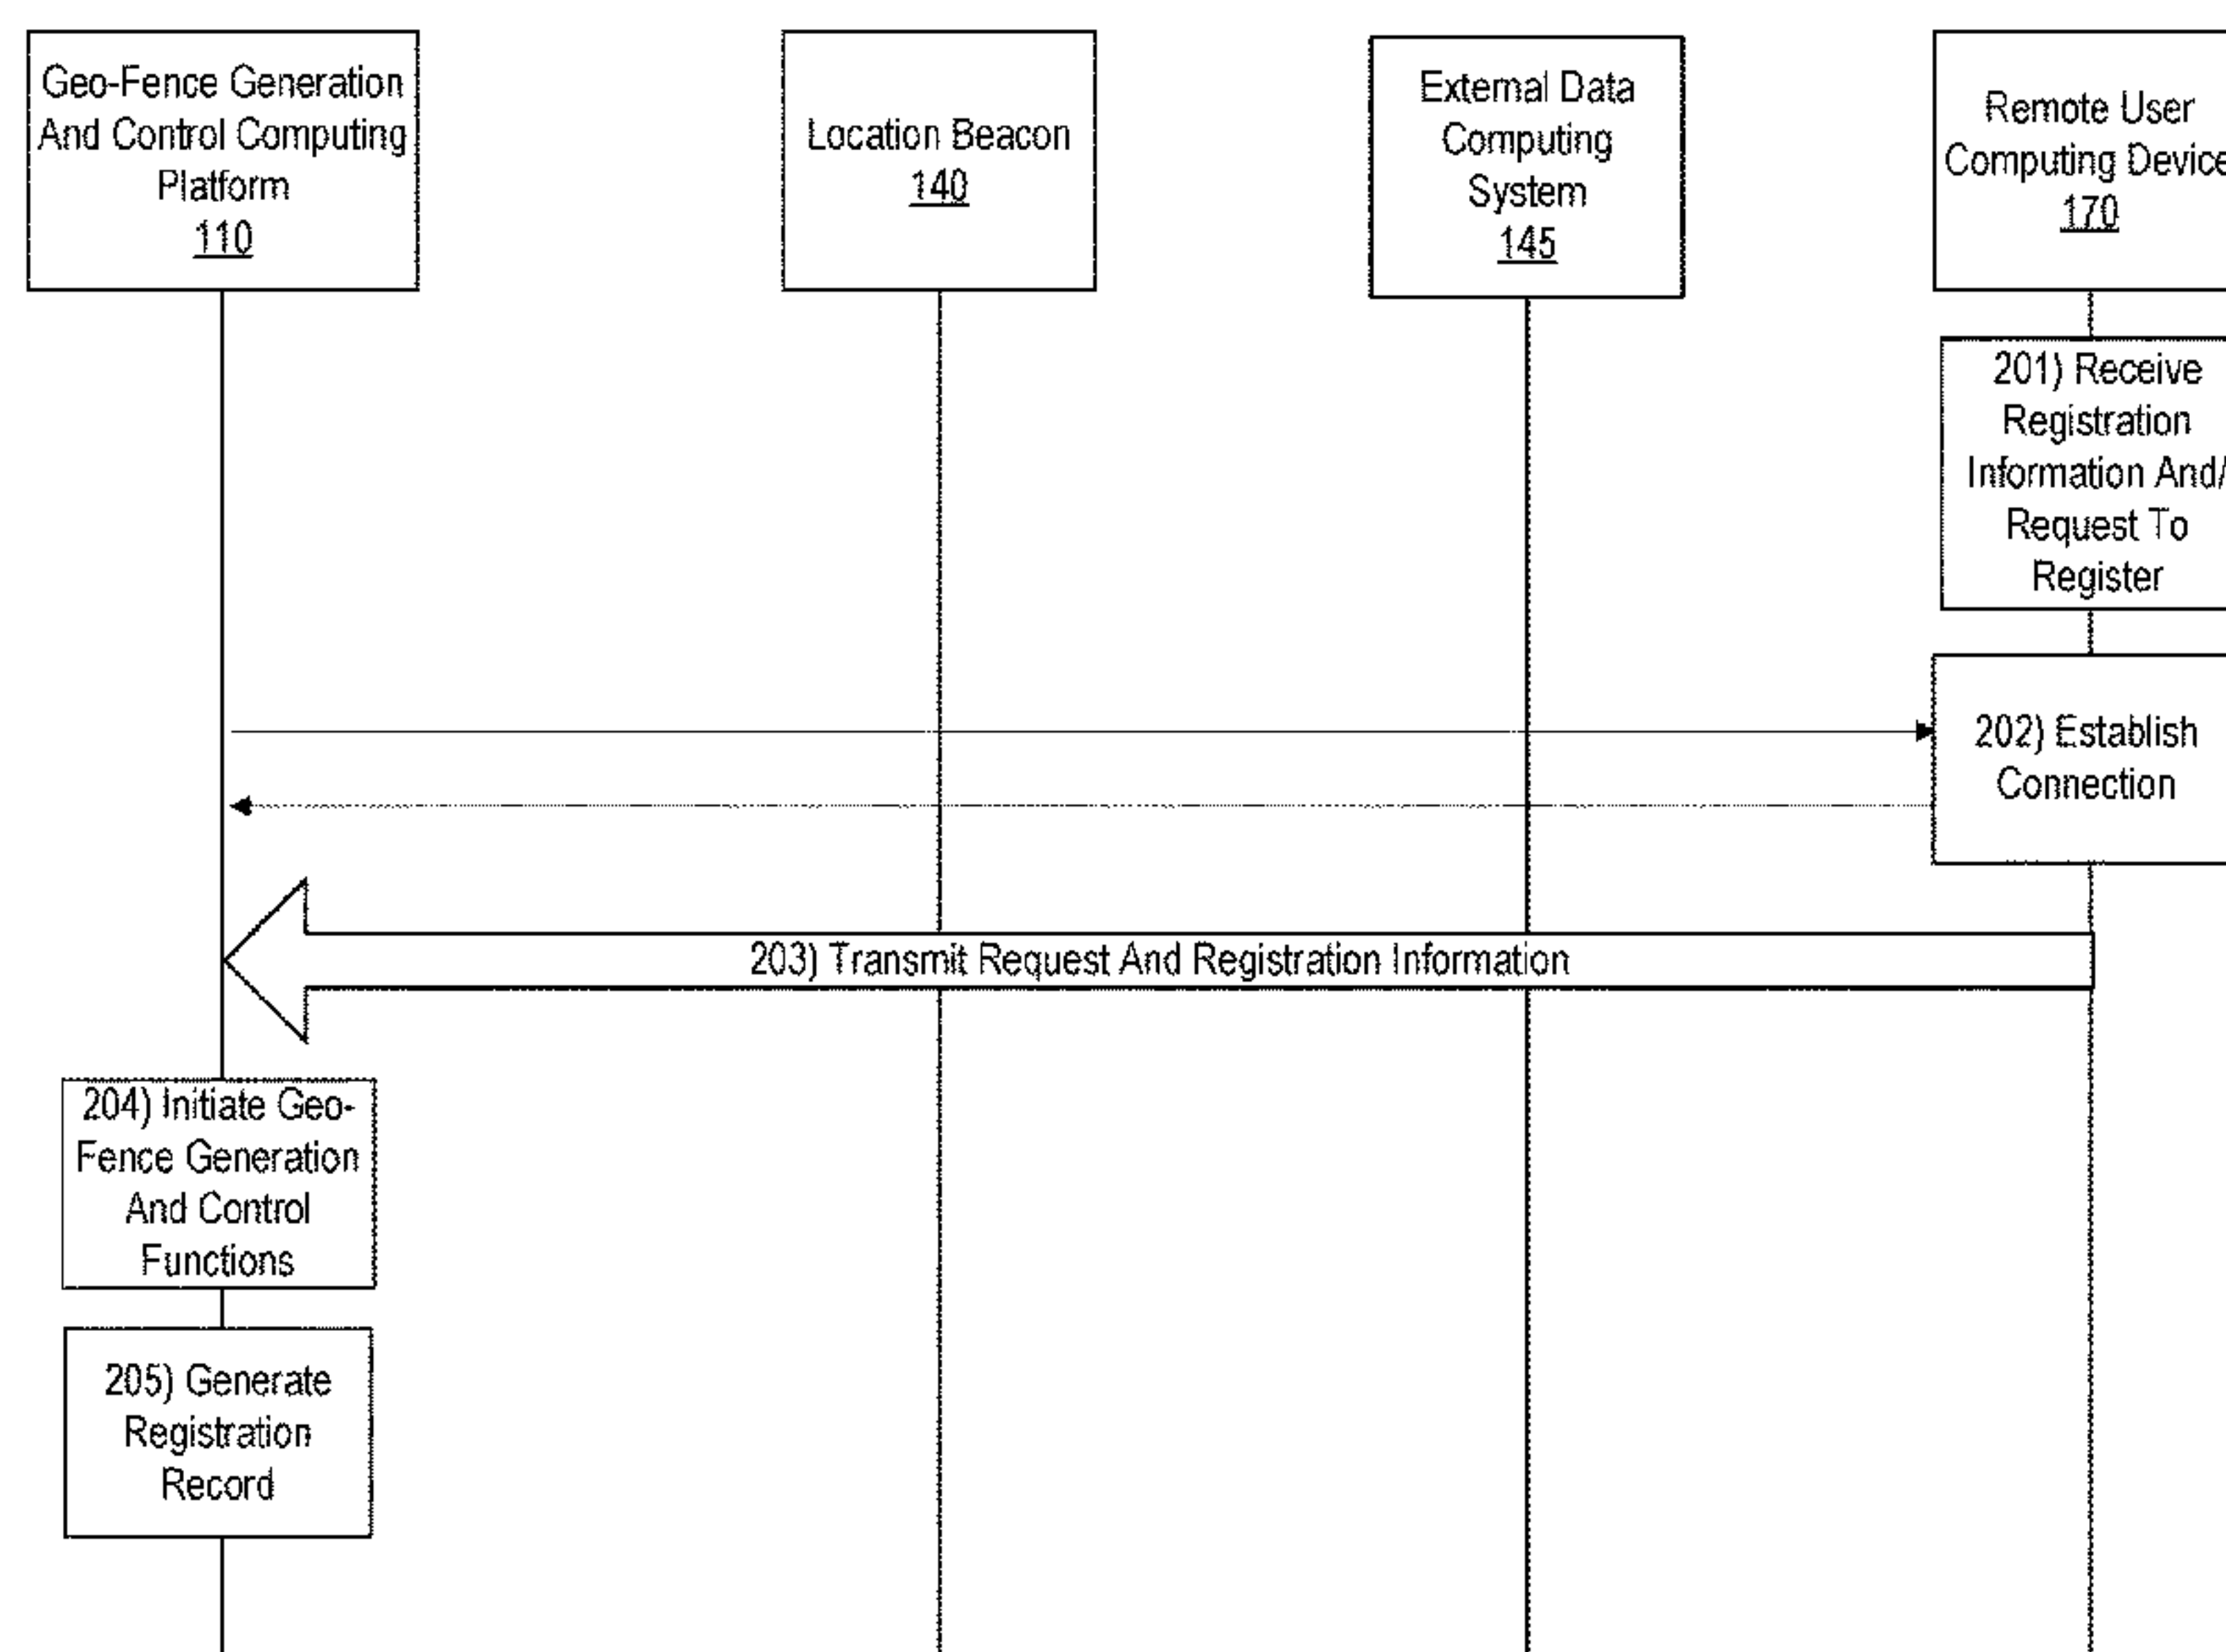 Geo-Fence Generation
And Control Computing
Platform
110
Location Beacon
140
External Data
Computing
System
145
Remote User
Computing Device
170
201) Receive
Registration
Information And/
Request To
Register
202) Establish
Connection
203) Transmit Request And Registration Information
204) Initiate Geo-
Fence Generation
And Control
Functions
205) Generate
Registration
Record